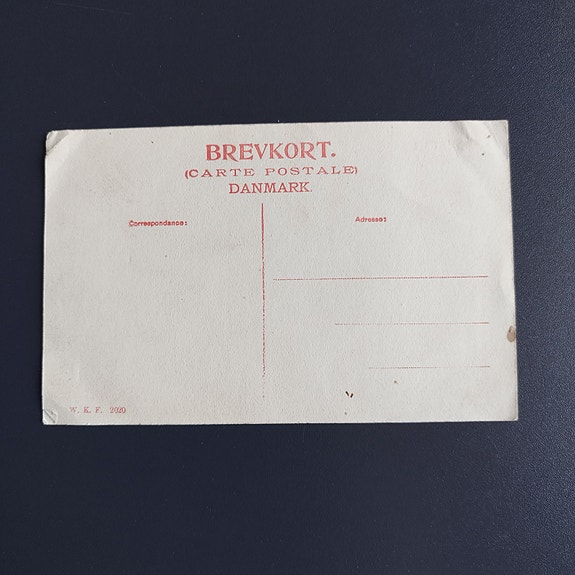 BREVKORT.
(CARTE POSTALE)
DANMARK.
Correspondance:
Adresse:
W. K. F. 2020